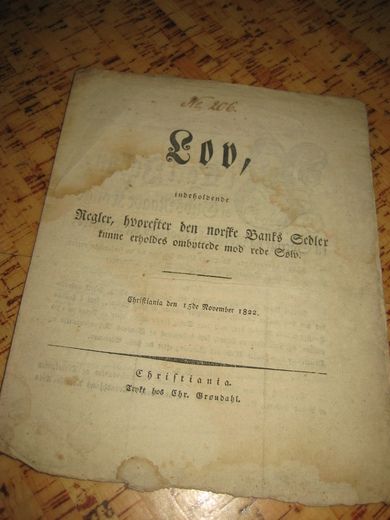 No. 206.
Lov,
indeholdende
Regler, hvorefter den norske Banks Sedler
kunne erholdes ombyttede mod rede Sølv.
Christiania den 15de November 1822.
Christiania.
Trykt hos Chr. Grøndahl.